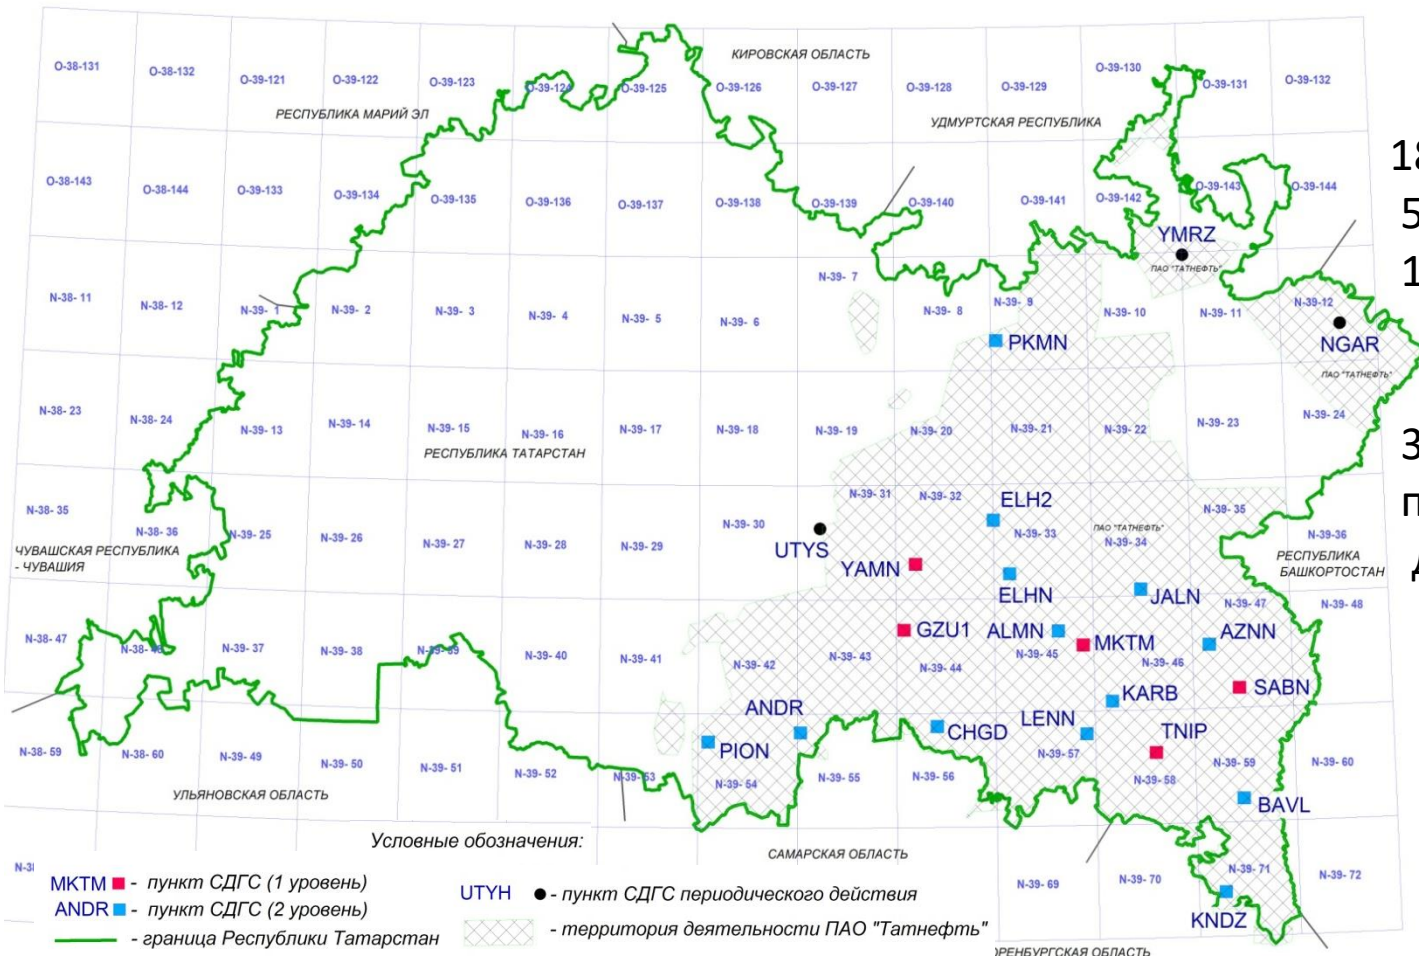 КИРОВСКАЯ ОБЛАСТЬ
O-38-131
O-38-132
O-39-121
O-39-122
O-39-123
O-39-124
O-39-125
O-39-126
O-39-127
O-39-128
O-39-129
O-39-130
O-39-131
O-39-132
РЕСПУБЛИКА МАРИЙ ЭЛ
УДМУРТСКАЯ РЕСПУБЛИКА
18
O-38-143
O-38-144
O-39-133
O-39-134
O-39-135
O-39-136
O-39-137
O-39-138
O-39-139
O-39-140
O-39-141
O-39-142
O-39-143
O-39-144
5
YMRZ
ПАО "ТАТНЕФТЬ"
1
N-38- 11
N-38- 12
N-39- 1
N-39- 2
N-39- 3
N-39- 4
N-39- 5
N-39- 6
N-39- 7
N-39- 8
N-39- 9
N-39- 10
N-39- 11
N-39-12
PKMN
NGAR
ПАО "ТАТНЕФТЬ"
N-38- 23
N-38- 24
N-39- 13
N-39- 14
N-39- 15
N-39- 16
N-39- 17
N-39- 18
N-39- 19
N-39- 20
N-39- 21
N-39- 22
N-39- 23
N-39- 24
РЕСПУБЛИКА ТАТАРСТАН
3
N-38- 35
N-38- 36
N-39- 25
N-39- 26
N-39- 27
N-39- 28
N-39- 29
N-39- 30
N-39- 31
N-39- 32
N-39- 33
N-39- 34
N-39- 35
N-39- 36
п
ELH2
ПАО "ТАТНЕФТЬ"
UTYS
ЧУВАШСКАЯ РЕСПУБЛИКА
- ЧУВАШИЯ
РЕСПУБЛИКА
БАШКОРТОСТАН
д
YAMN
ELHN
JALN
N-38- 47
N-39- 37
N-39- 38
N-39- 39
N-39- 40
N-39- 41
N-39- 42
N-39- 43
N-39- 44
N-39- 45
N-39- 46
N-39- 47
N-39- 48
GZU1
ALMN
MKTM
AZNN
SABN
KARB
ANDR
PION
CHGD
LENN
TNIP
N-38- 59
N-38- 60
N-39- 49
N-39- 50
N-39- 51
N-39- 52
N-39- 53
N-39- 54
N-39- 55
N-39- 56
N-39- 57
N-39- 58
N-39- 59
N-39- 60
BAVL
УЛЬЯНОВСКАЯ ОБЛАСТЬ
САМАРСКАЯ ОБЛАСТЬ
N-39- 69
N-39- 70
N-39- 71
N-39- 72
KNDZ
ОРЕНБУРГСКАЯ ОБЛАСТЬ
Условные обозначения:
MKTM - пункт СДГС (1 уровень)
ANDR - пункт СДГС (2 уровень)
- граница Республики Татарстан
UTYH - пункт СДГС периодического действия
- территория деятельности ПАО "Татнефть"